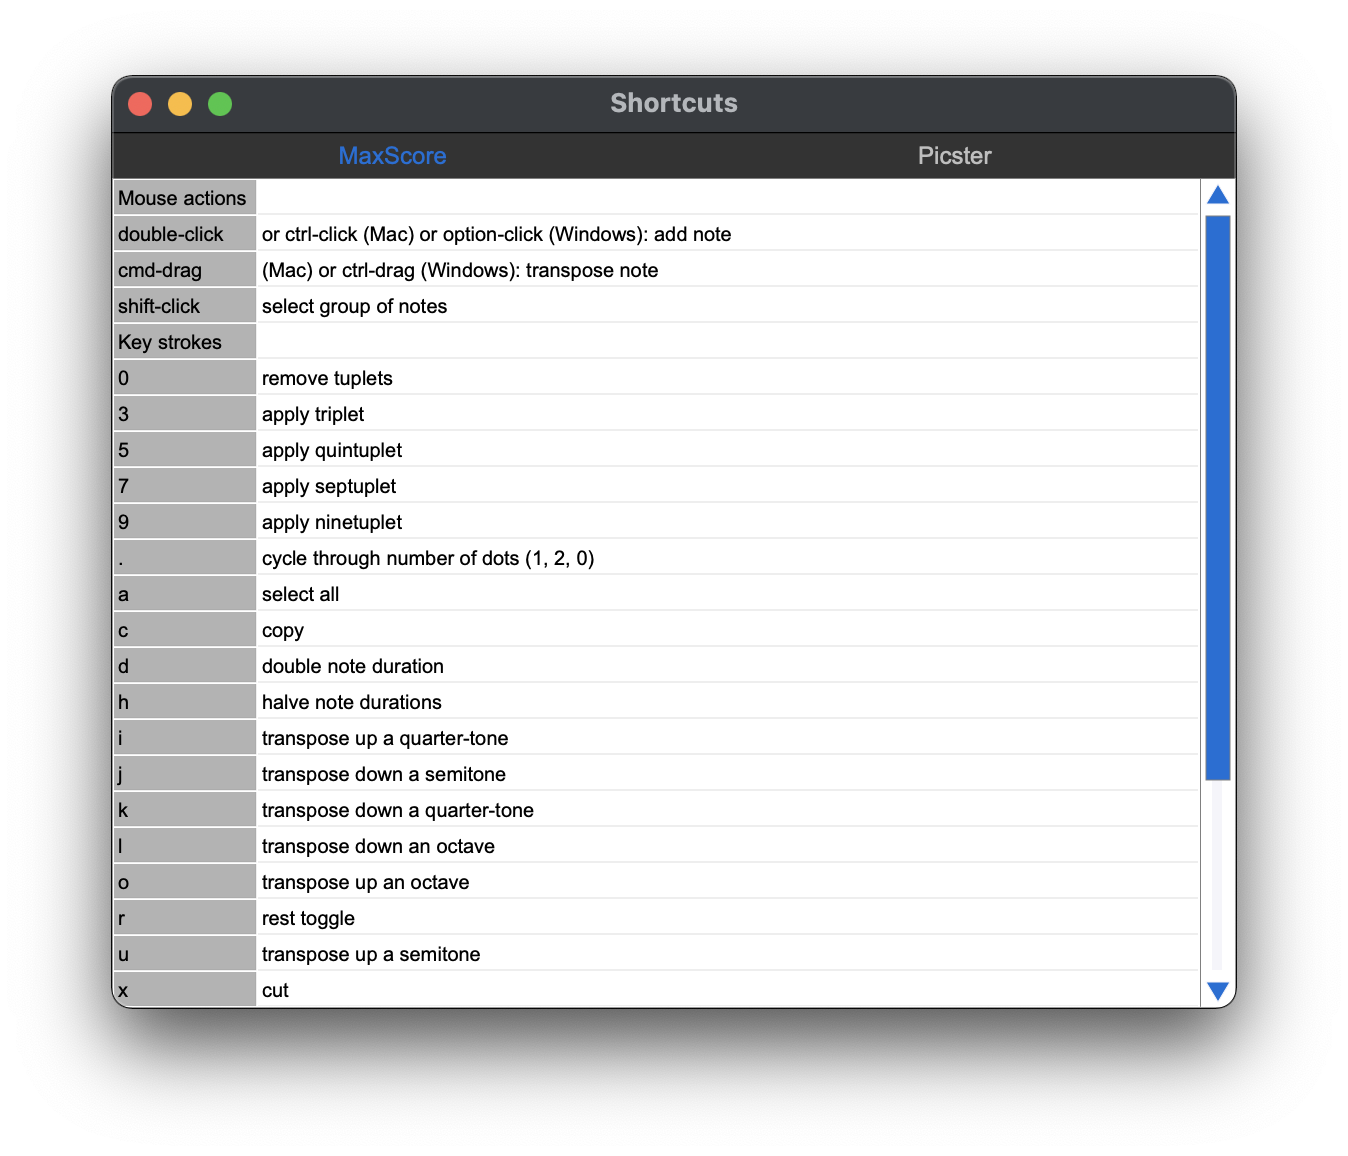 Shortcuts
MaxScore Picster
Mouse actions
double-click or ctrl-click (Mac) or option-click (Windows): add note
cmd-drag (Mac) or ctrl-drag (Windows): transpose note
shift-click select group of notes
Key strokes
0 remove tuplets
3 apply triplet
5 apply quintuplet
7 apply septuplet
9 apply ninetuplet
. cycle through number of dots (1, 2, 0)
a select all
c copy
d double note duration
h halve note durations
i transpose up a quarter-tone
j transpose down a semitone
k transpose down a quarter-tone
l transpose down an octave
o transpose up an octave
r rest toggle
u transpose up a semitone
x cut